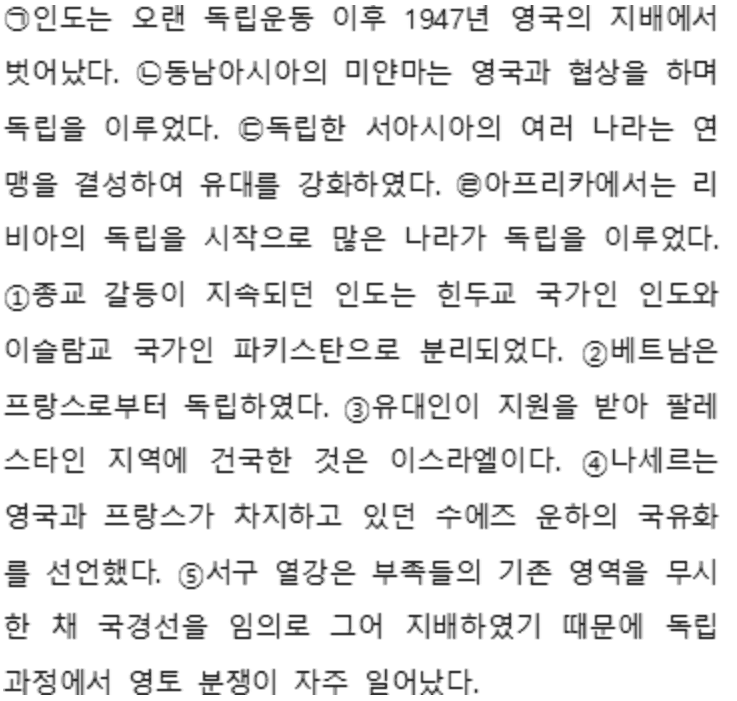 ㉠인도는 오랜 독립운동 이후 1947년 영국의 지배에서
벗어났다. ㉡동남아시아의 미얀마는 영국과 협상을 하며
독립을 이루었다. ㉢독립한 서아시아의 여러 나라는 연
맹을 결성하여 유대를 강화하였다. ㉣아프리카에서는 리
비아의 독립을 시작으로 많은 나라가 독립을 이루었다.
①종교 갈등이 지속되던 인도는 힌두교 국가인 인도와
이슬람교 국가인 파키스탄으로 분리되었다. ②베트남은
프랑스로부터 독립하였다. ③유대인이 지원을 받아 팔레
스타인 지역에 건국한 것은 이스라엘이다. ④나세르는
영국과 프랑스가 차지하고 있던 수에즈 운하의 국유화
를 선언했다. ⑤서구 열강은 부족들의 기존 영역을 무시
한 채 국경선을 임의로 그어 지배하였기 때문에 독립
과정에서 영토 분쟁이 자주 일어났다.